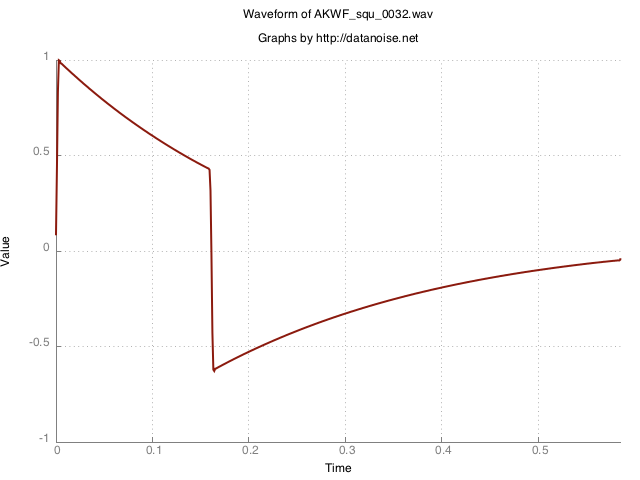 Waveform of AKWF_squ_0032.wav
Graphs by http://datanoise.net
1
0.5
0
-0.5
-1
Value
0 0.1 0.2 0.3 0.4 0.5
Time